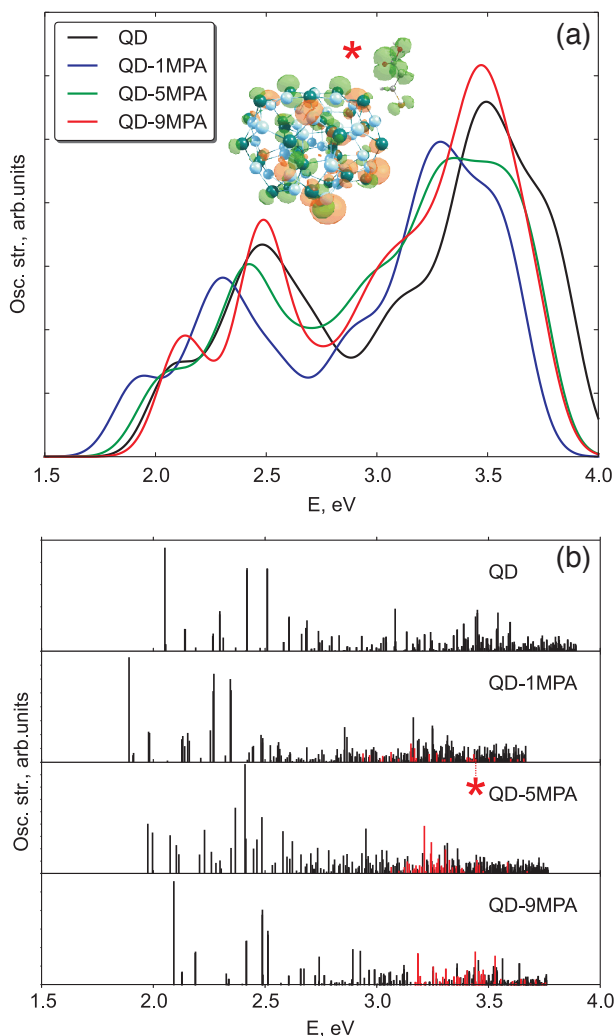 (a)
*
QD
QD-1MPA
QD-5MPA
QD-9MPA
Osc. str., arb.units
1.5 2.0 2.5 3.0 3.5 4.0
E, eV
(b)
QD
QD-1MPA
*
QD-5MPA
QD-9MPA
Osc. str., arb.units
1.5 2.0 2.5 3.0 3.5 4.0
E, eV